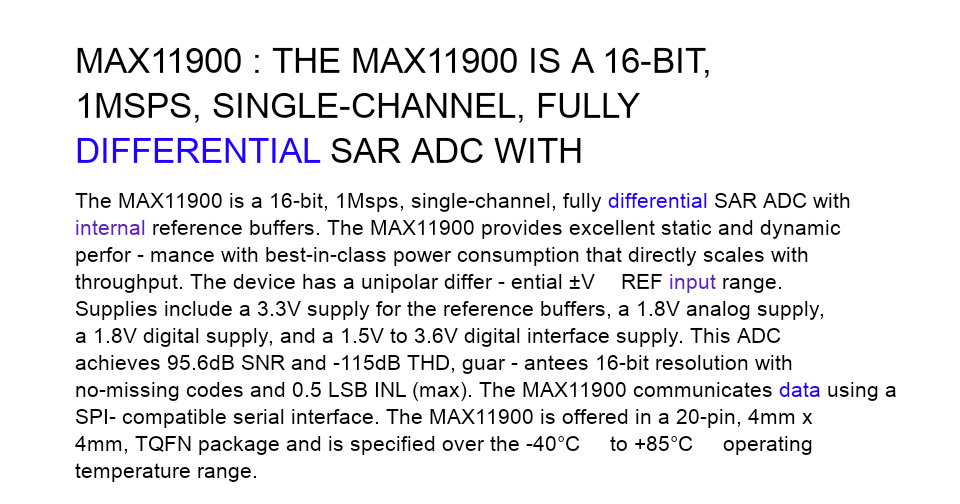 MAX11900 : THE MAX11900 IS A 16-BIT,
1MSPS, SINGLE-CHANNEL, FULLY
DIFFERENTIAL SAR ADC WITH
The MAX11900 is a 16-bit, 1Msps, single-channel, fully differential SAR ADC with
internal reference buffers. The MAX11900 provides excellent static and dynamic
perfor - mance with best-in-class power consumption that directly scales with
throughput. The device has a unipolar differ - ential ±V REF input range.
Supplies include a 3.3V supply for the reference buffers, a 1.8V analog supply,
a 1.8V digital supply, and a 1.5V to 3.6V digital interface supply. This ADC
achieves 95.6dB SNR and -115dB THD, guar - antees 16-bit resolution with
no-missing codes and 0.5 LSB INL (max). The MAX11900 communicates data using a
SPI- compatible serial interface. The MAX11900 is offered in a 20-pin, 4mm x
4mm, TQFN package and is specified over the -40°C to +85°C operating
temperature range.